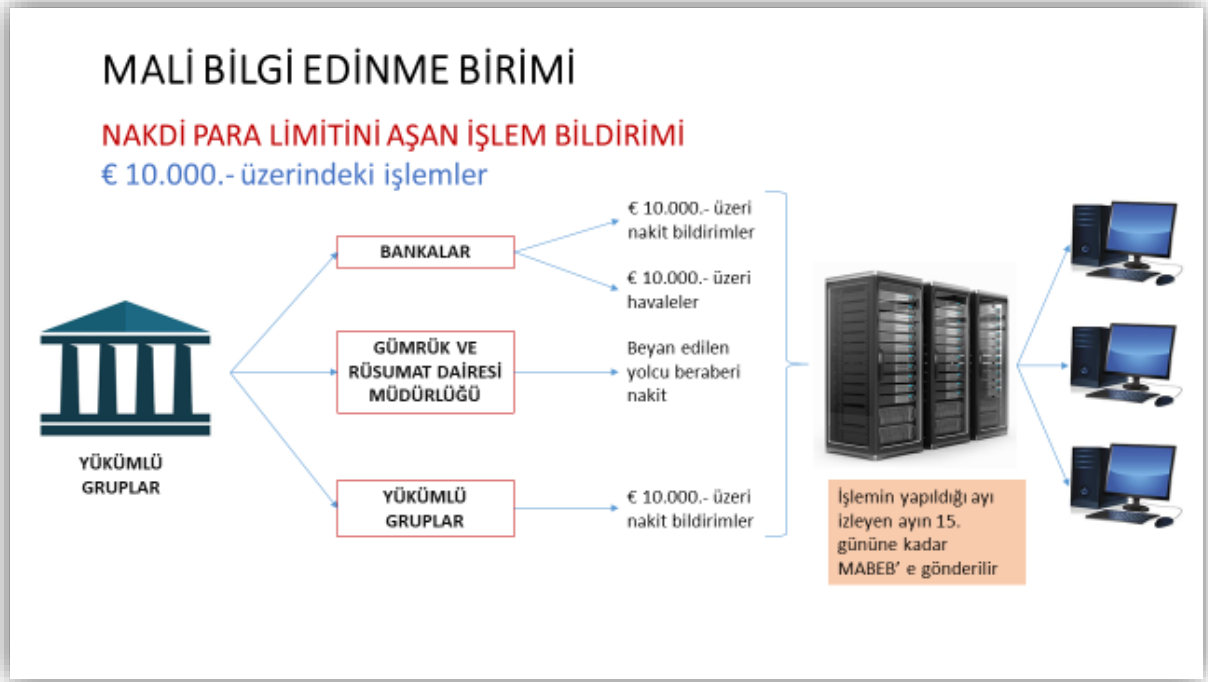 MALİ BİLGİ EDİNME BİRİMİ
NAKDİ PARA LİMİTİNİ AŞAN İŞLEM BİLDİRİMİ
€ 10.000.- üzerindeki işlemler
YÜKÜMLÜ
GRUPLAR
BANKALAR
€ 10.000.- üzeri
nakit bildirimler
€ 10.000.- üzeri
havaleler
GÜMRÜK VE
RÜSUMAT DAİRESİ
MÜDÜRLÜĞÜ
Beyan edilen
yolcu beraberi
nakit
YÜKÜMLÜ
GRUPLAR
€ 10.000.- üzeri
nakit bildirimler
İşlemin yapıldığı ayı
izleyen ayın 15.
gününe kadar
MABEB’ e gönderilir